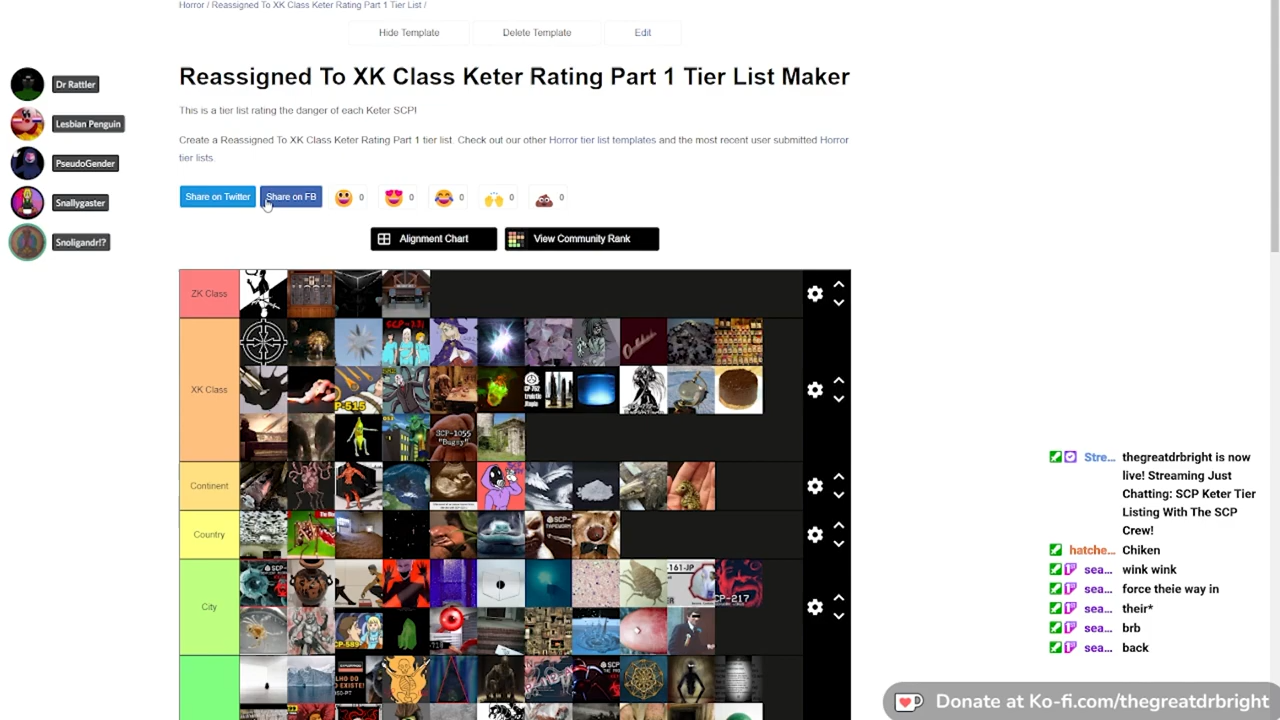 Horror / Reassigned To XK Class Keter Rating Part 1 Tier List /
Hide Template
Delete Template
Edit
Reassigned To XK Class Keter Rating Part 1 Tier List Maker
This is a tier list rating the danger of each Keter SCP!
Create a Reassigned To XK Class Keter Rating Part 1 tier list. Check out our other Horror tier list templates and the most recent user submitted Horror
tier lists
Share on Twitter
Share on FB
0
0
0
0
0
Alignment Chart
View Community Rank
Dr Rattler
Lesbian Penguin
PseudoGender
Snallygaster
Snoligandr!?
ZK Class
XK Class
SCP-1055
"Bugsy"
Continent
Country
City
161-JP
CP-217
Stre... thegreatdrbright is now
live! Streaming Just
Chatting: SCP Keter Tier
Listing With The SCP
Crew!
hatche... Chiken
sea... wink wink
sea... force theie way in
sea... their*
sea... brb
sea... back
Donate at Ko-fi.com/thegreatdrbright